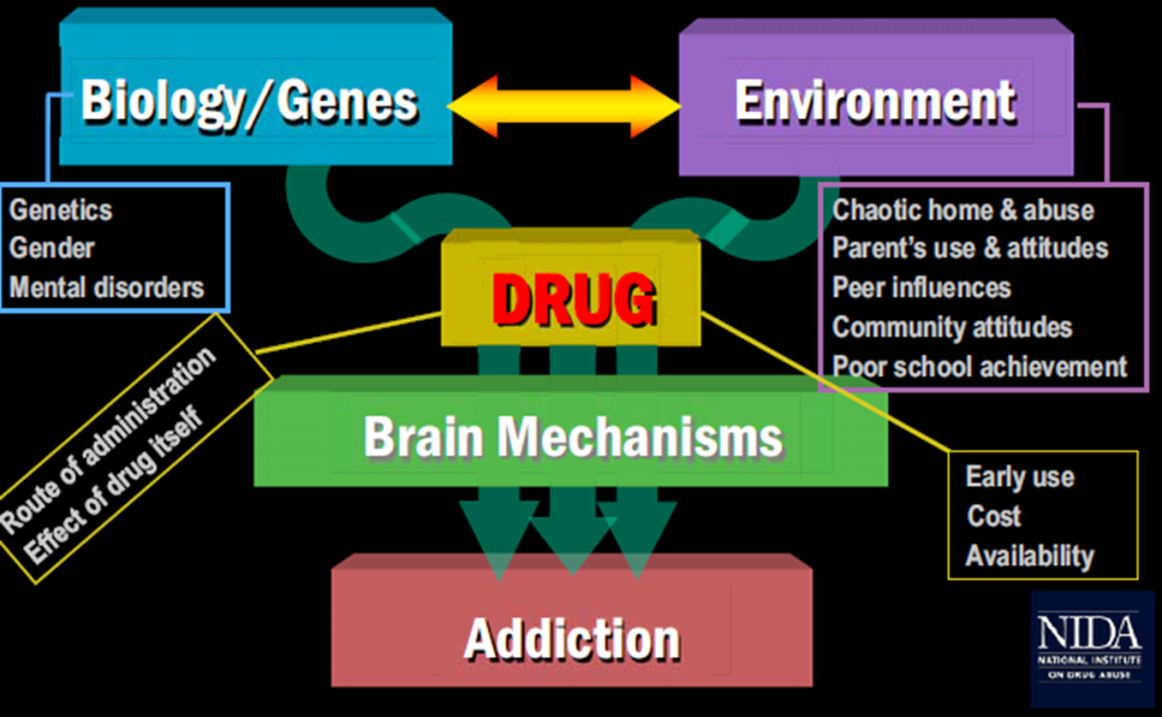 Biology/Genes
Environment
Genetics
Gender
Mental disorders
Chaotic home & abuse
Parent's use & attitudes
Peer influences
Community attitudes
Poor school achievement
DRUG
Route of administration
Effect of drug itself
Brain Mechanisms
Early use
Cost
Availability
Addiction
NIDA
NATIONAL INSTITUTE
ON DRUG ABUSE